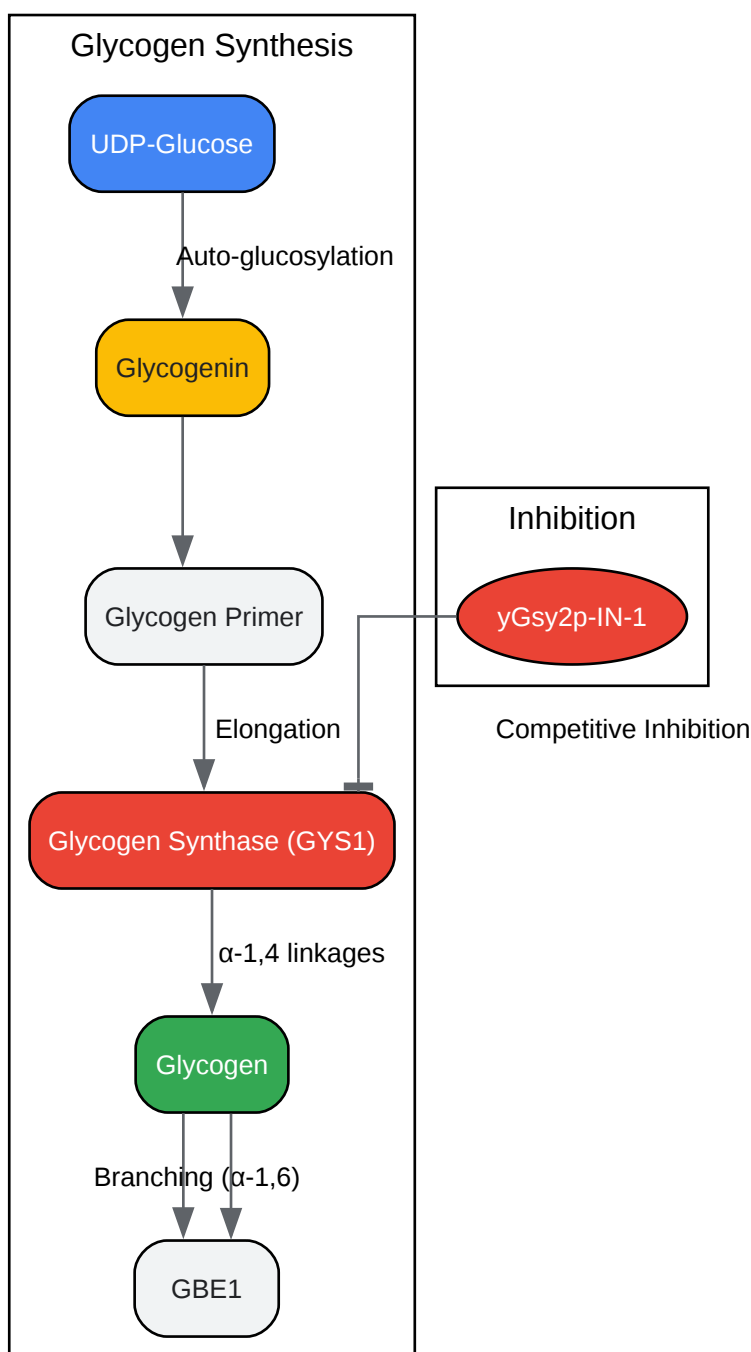 Glycogen Synthesis
UDP-Glucose
Auto-glucosylation
Glycogenin
Glycogen Primer
Elongation
Glycogen Synthase (GYS1)
α-1,4 linkages
Glycogen
Branching (α-1,6)
GBE1
Inhibition
yGsy2p-IN-1
Competitive Inhibition